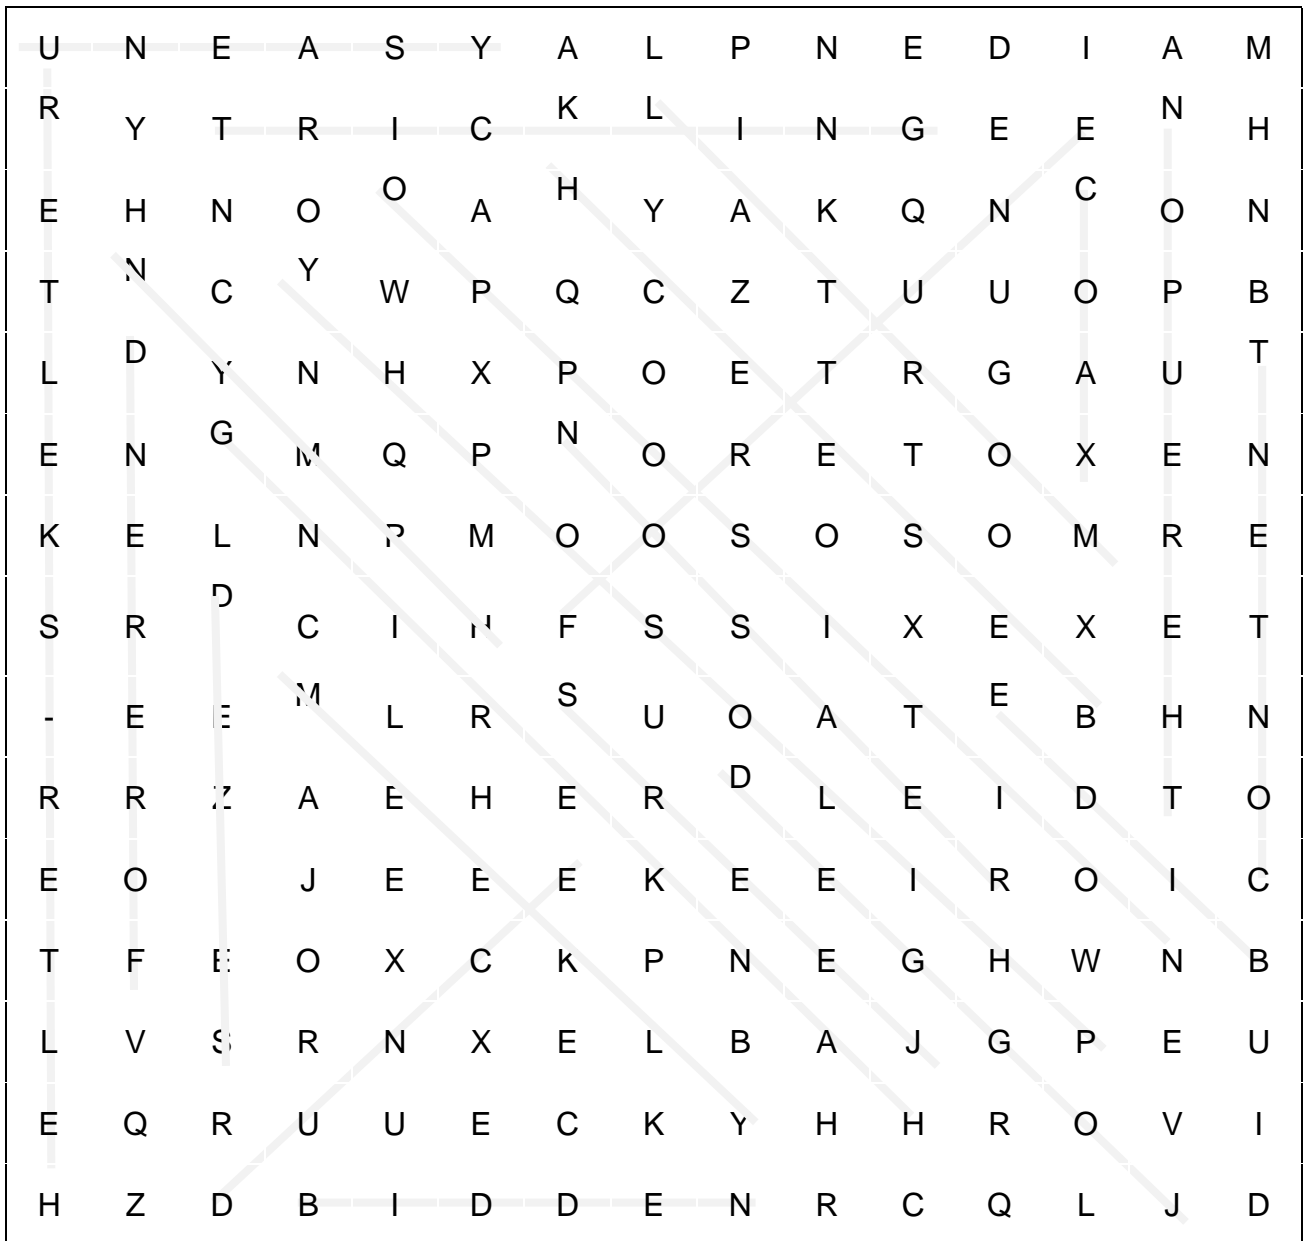 U N E A S Y A L P N E D I A M
R Y T R I C K L I N G E E N H
E H N O O A H Y A K Q N C O N
T N C Y W P Q C Z T U U O P B
L D Y N H X P O E T R G A U T
E N G M Q P N O R E T O X E N
K E L N P M O O S O S O M R E
S R D C I H F S S I X E X E T
- E E M L R S U O A T E B H N
R R Z A E H E R D L E I D T O
E O J E E E K E E I R O I C
T F E O X C K P N E G H W N B
L V S R N X E L B A J G P E U
E Q R U U E C K Y H H R O V I
H Z D B I D D E N R C Q L J D